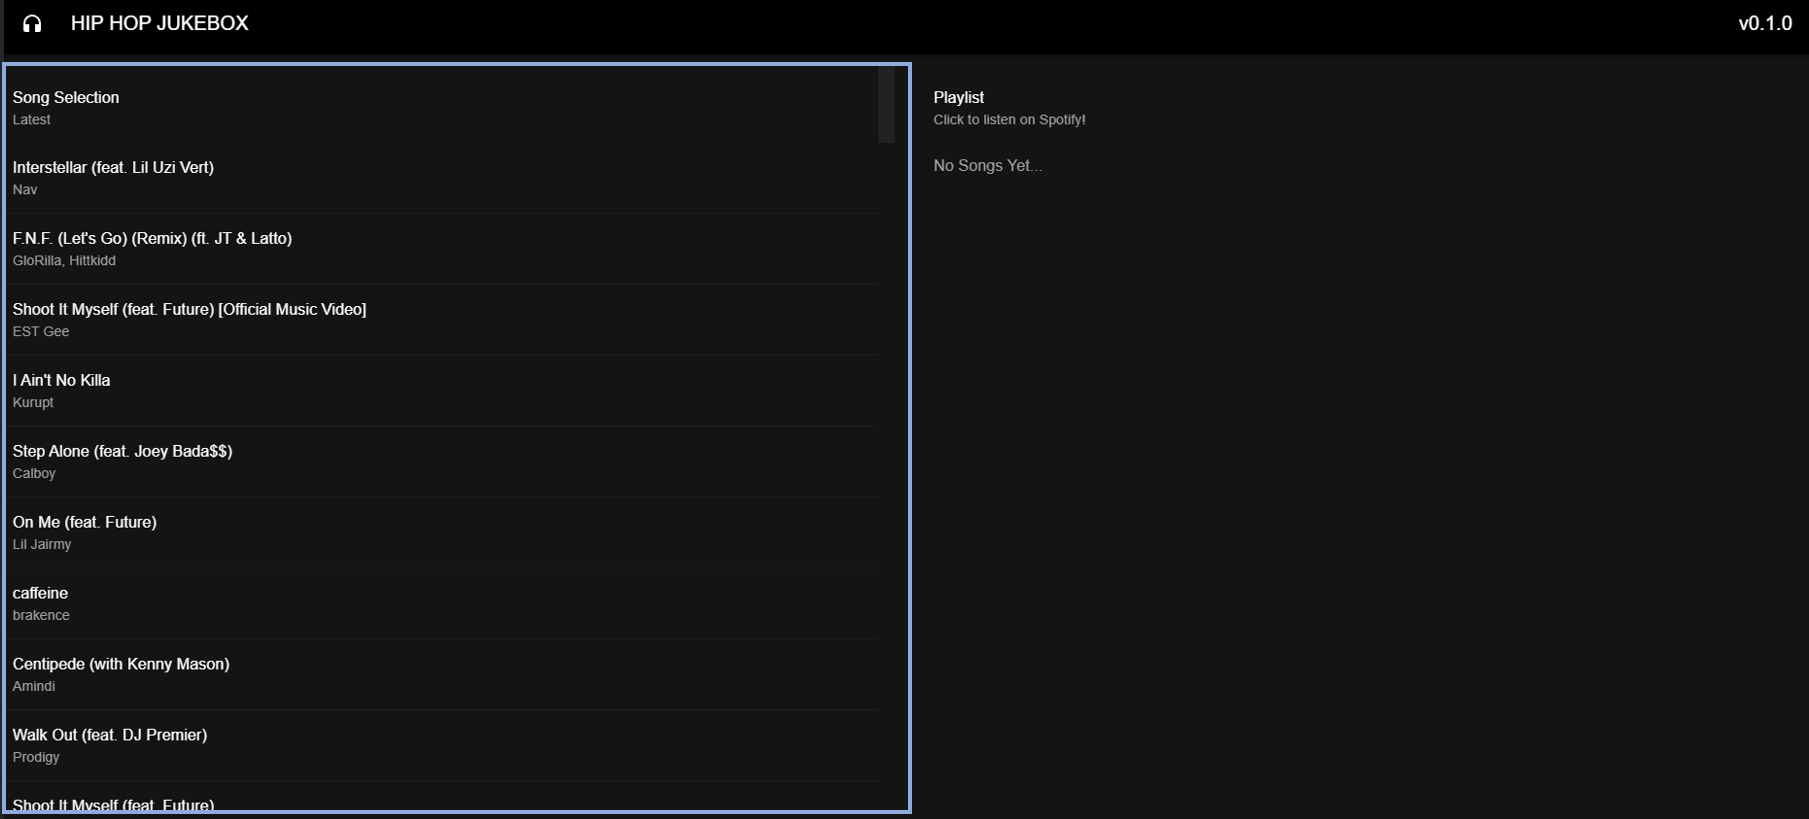 HIP HOP JUKEBOX
v0.1.0
Song Selection
Latest
Interstellar (feat. Lil Uzi Vert)
Nav
F.N.F. (Let's Go) (Remix) (ft. JT & Latto)
GloRilla, Hittkidd
Shoot It Myself (feat. Future) [Official Music Video]
EST Gee
I Ain't No Killa
Kurupt
Step Alone (feat. Joey Bada$$)
Calboy
On Me (feat. Future)
Lil Jairmy
caffeine
brakence
Centipede (with Kenny Mason)
Amindi
Walk Out (feat. DJ Premier)
Prodigy
Shoot It Myself (feat. Future)
Playlist
Click to listen on Spotify!
No Songs Yet...